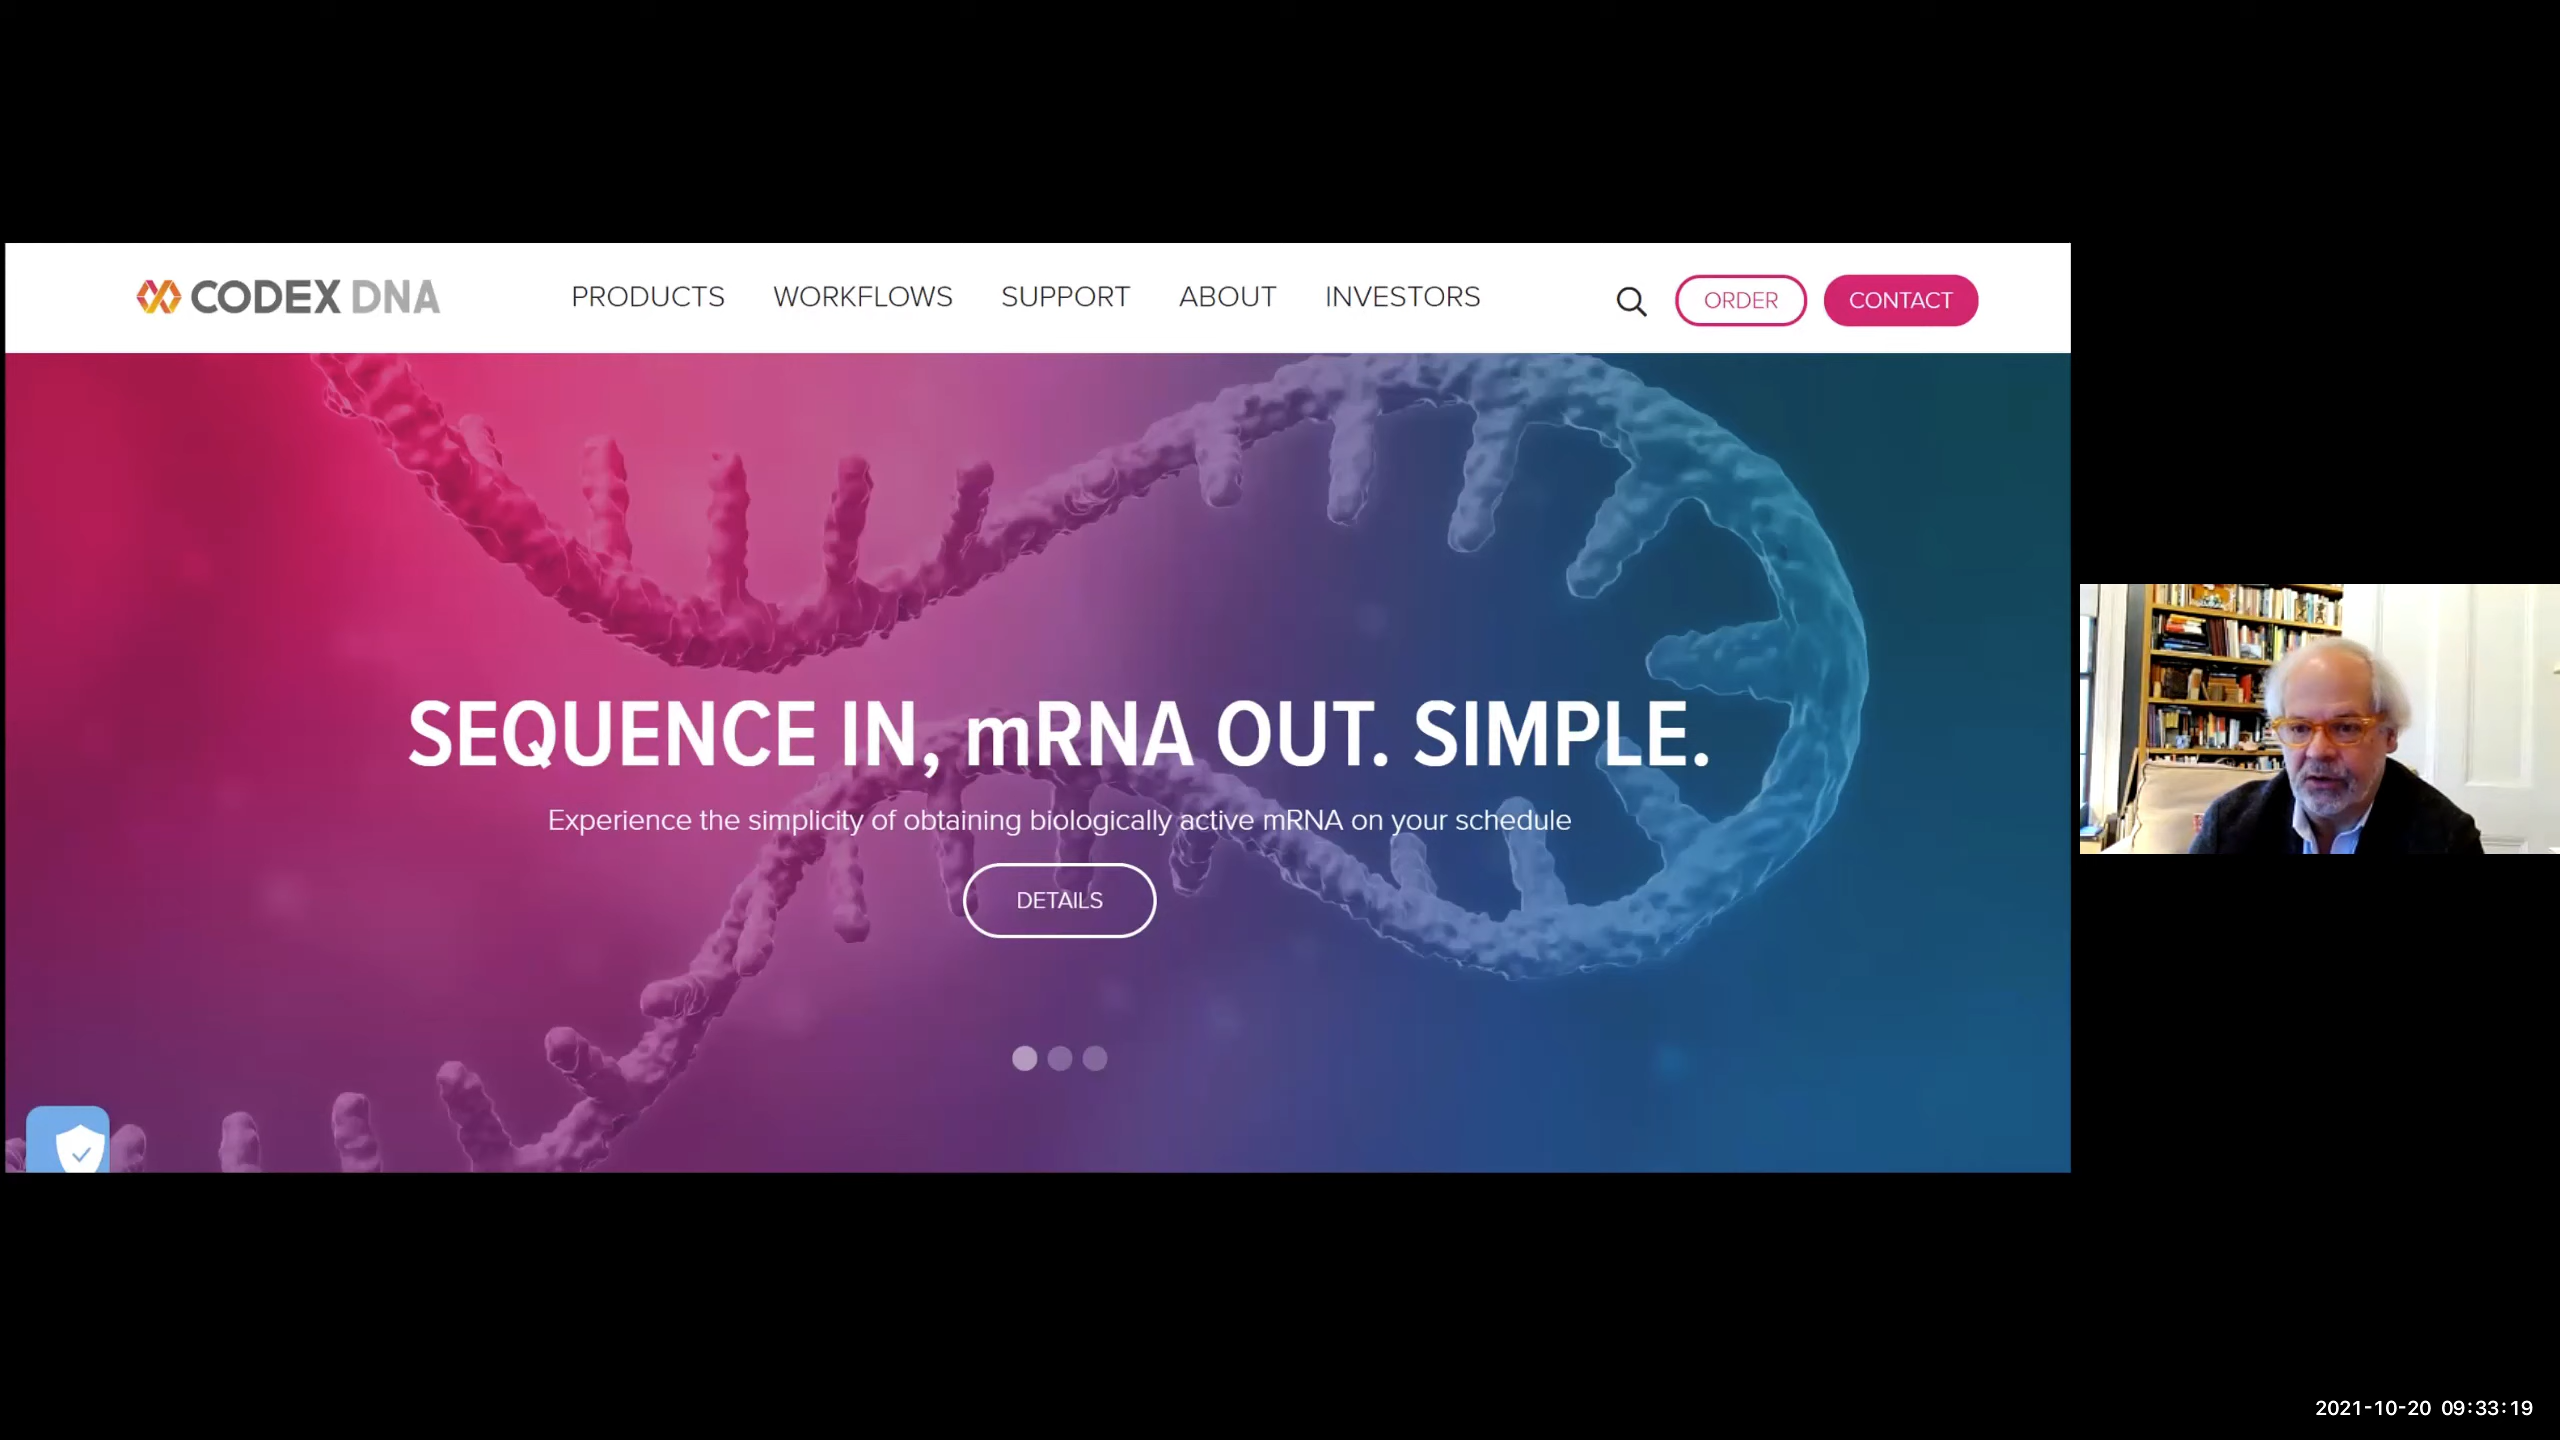 CODEX DNA
PRODUCTS WORKFLOWS SUPPORT ABOUT INVESTORS
ORDER CONTACT
SEQUENCE IN, mRNA OUT. SIMPLE.
Experience the simplicity of obtaining biologically active mRNA on your schedule
DETAILS
2021-10-20 09:33:19